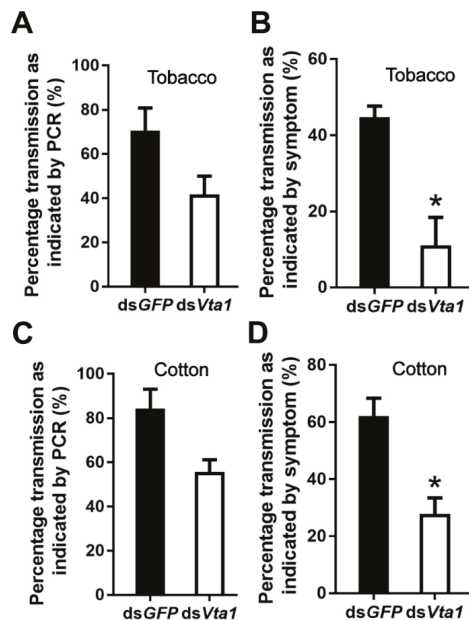 A
Percentage transmission as
indicated by PCR (%)
100
80
60
40
20
0
Tobacco
dsGFP dsVta1
B
Percentage transmission as
indicated by symptom (%)
60
40
20
0
Tobacco
*
dsGFP dsVta1
C
Percentage transmission as
indicated by PCR (%)
100
80
60
40
20
0
Cotton
dsGFP dsVta1
D
Percentage transmission as
indicated by symptom (%)
80
60
40
20
0
Cotton
*
dsGFP dsVta1